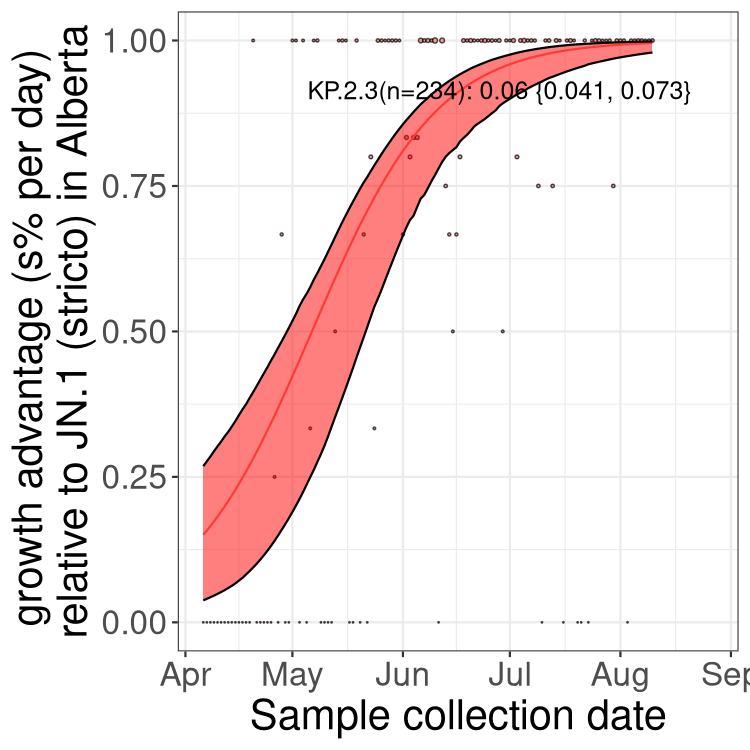 growth advantage (s% per day)
relative to JN.1 (stricto) in Alberta
1.00
0.75
0.50
0.25
0.00
KP.2.3(n=234): 0.06 {0.041, 0.073}
Apr May Jun Jul Aug Sep
Sample collection date